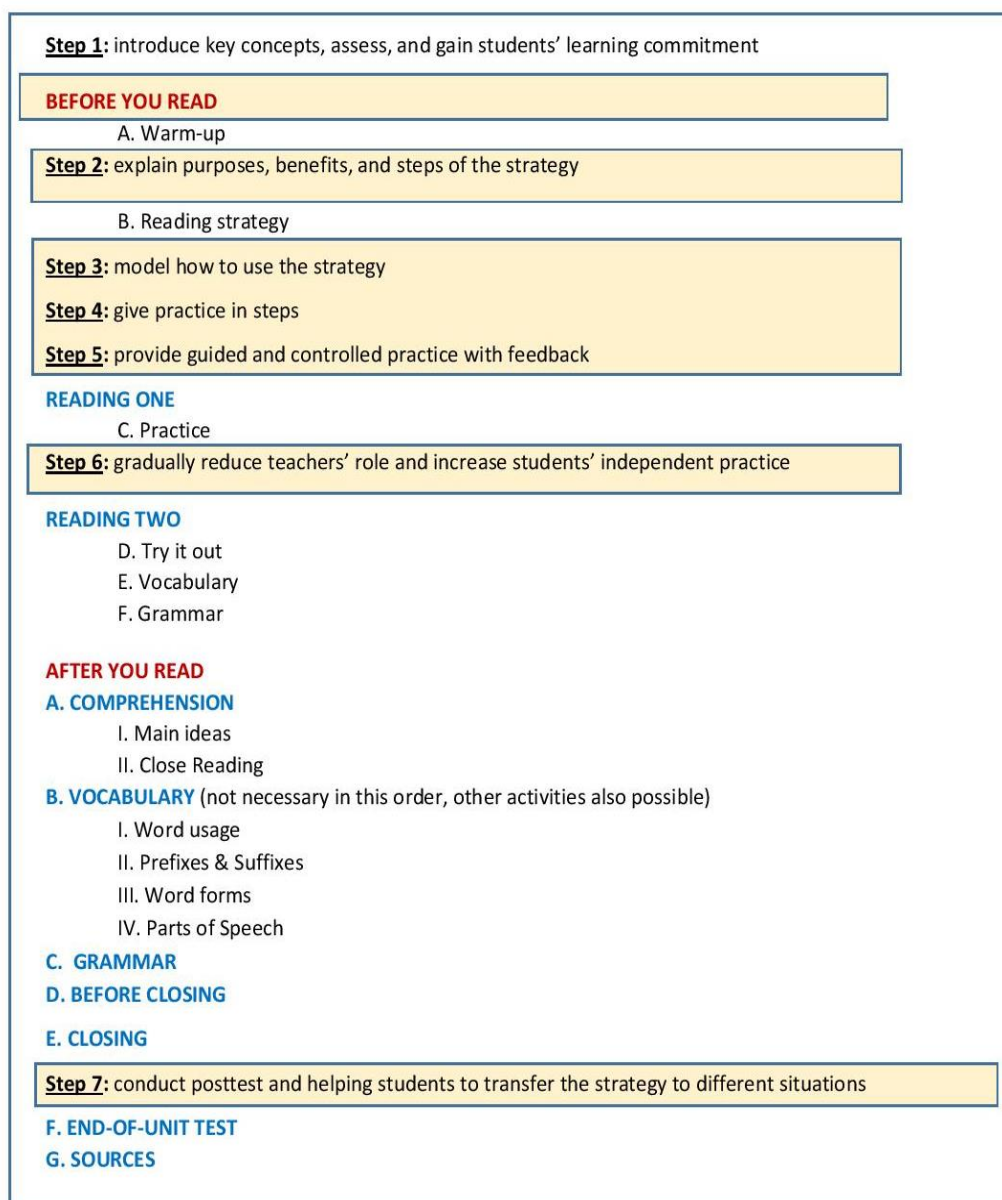 Step 1: introduce key concepts, assess, and gain students’ learning commitment
BEFORE YOU READ
A. Warm-up
Step 2: explain purposes, benefits, and steps of the strategy
B. Reading strategy
Step 3: model how to use the strategy
Step 4: give practice in steps
Step 5: provide guided and controlled practice with feedback
READING ONE
C. Practice
Step 6: gradually reduce teachers’ role and increase students’ independent practice
READING TWO
D. Try it out
E. Vocabulary
F. Grammar
AFTER YOU READ
A. COMPREHENSION
I. Main ideas
II. Close Reading
B. VOCABULARY (not necessary in this order, other activities also possible)
I. Word usage
II. Prefixes & Suffixes
III. Word forms
IV. Parts of Speech
C. GRAMMAR
D. BEFORE CLOSING
E. CLOSING
Step 7: conduct posttest and helping students to transfer the strategy to different situations
F. END-OF-UNIT TEST
G. SOURCES